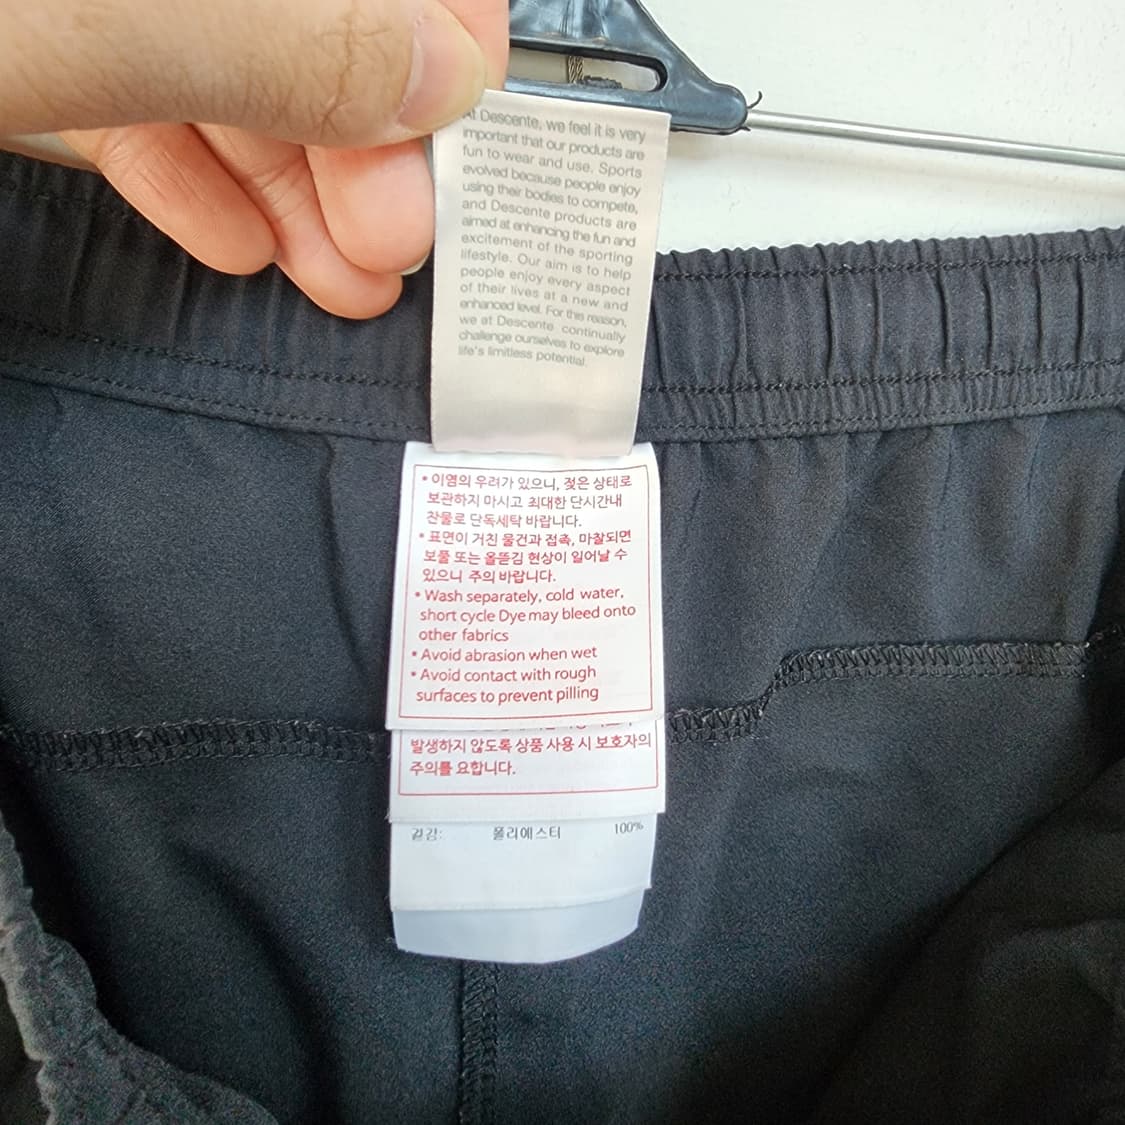 At Descente, we feel it is very
important that our products are
fun to wear and use. Sports
evolved because people enjoy
using their bodies to compete,
and Descente products are
aimed at enhancing the fun and
excitement of the sporting
lifestyle. Our aim is to help
people enjoy every aspect
of their lives at a new and
enhanced level. For this reason,
we at Descente continually
challenge ourselves to explore
life's limitless potential.
• 이염의 우려가 있으니, 젖은 상태로
보관하지 마시고 최대한 단시간내
찬물로 단독세탁 바랍니다.
• 표면이 거친 물건과 접촉, 마찰되면
보풀 또는 올뜯김 현상이 일어날 수
있으니 주의 바랍니다.
• Wash separately, cold water,
short cycle Dye may bleed onto
other fabrics
• Avoid abrasion when wet
• Avoid contact with rough
surfaces to prevent pilling
발생하지 않도록 상품 사용 시 보호자의
주의를 요합니다.
겉감: 폴리에스터 100%